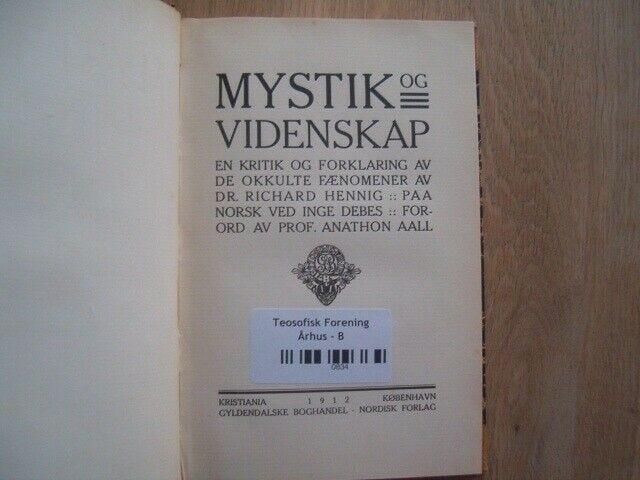 MYSTIK OG
VIDENSKAP
EN KRITIK OG FORKLARING AV
DE OKKULTE FÆNOMENER AV
DR. RICHARD HENNIG :: PAA
NORSK VED INGE DEBES :: FOR-
ORD AV PROF. ANATHON AALL
Teosofisk Forening
Århus - B
0834
KRISTIANIA 1912 KØBENHAVN
GYLDENDALSKE BOGHANDEL - NORDISK FORLAG